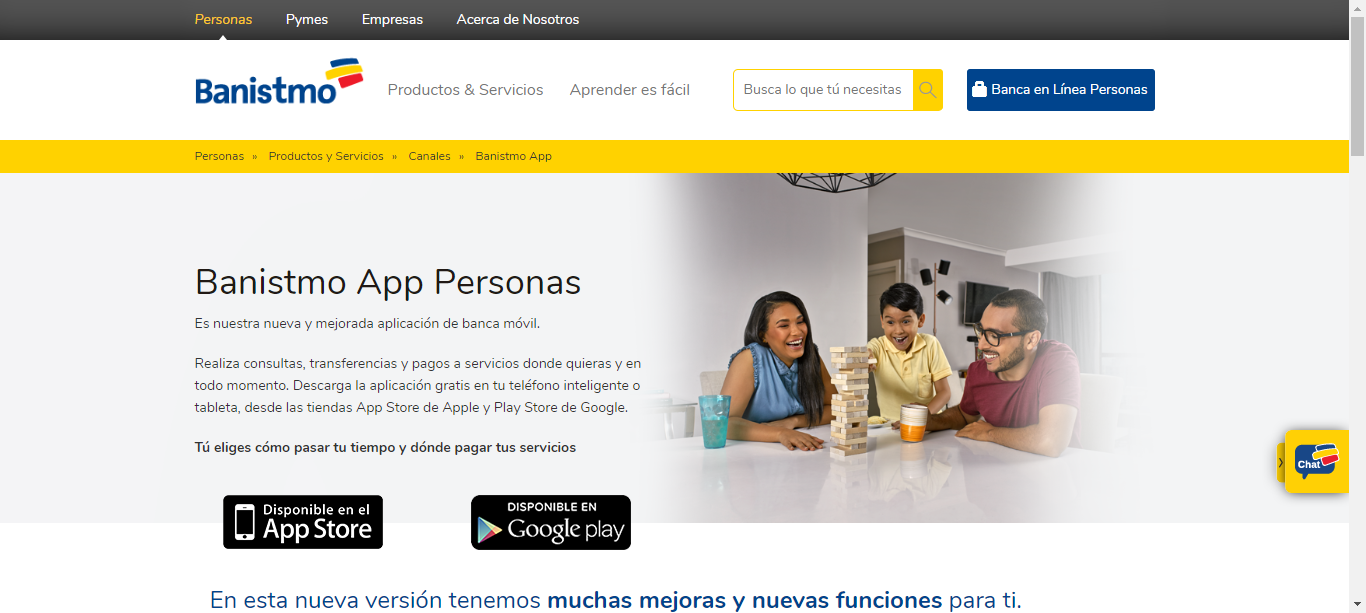 Personas Pymes Empresas Acerca de Nosotros
Banistmo Productos & Servicios Aprender es fácil Busca lo que tú necesitas Banca en Línea Personas
Personas » Productos y Servicios » Canales » Banistmo App
Banistmo App Personas
Es nuestra nueva y mejorada aplicación de banca móvil.
Realiza consultas, transferencias y pagos a servicios donde quieras y en
todo momento. Descarga la aplicación gratis en tu teléfono inteligente o
tableta, desde las tiendas App Store de Apple y Play Store de Google.
Tú eliges cómo pasar tu tiempo y dónde pagar tus servicios
Chat
Disponible en el
App Store
DISPONIBLE EN
Google play
En esta nueva versión tenemos muchas mejoras y nuevas funciones para ti.